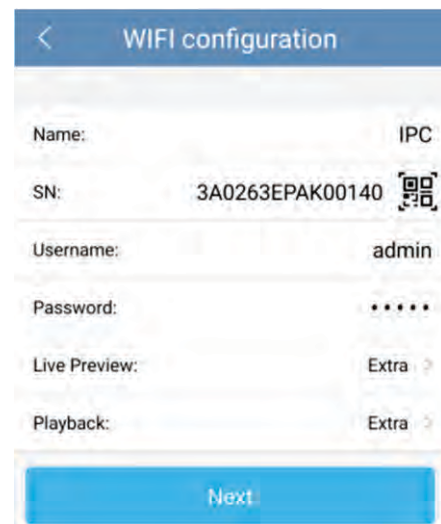 WIFI configuration
Name: IPC
SN: 3A0263EPAK00140
Username: admin
Password: •••••
Live Preview: Extra >
Playback: Extra >
Next